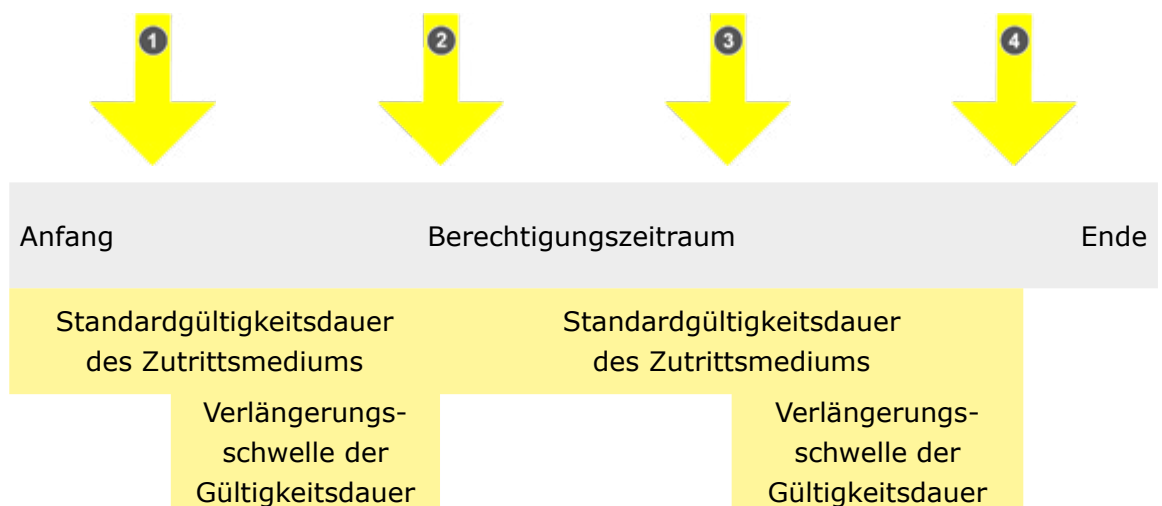 1 2 3 4
Anfang Berechtigungszeitraum Ende
Standardgültigkeitsdauer
des Zutrittsmediums
Standardgültigkeitsdauer
des Zutrittsmediums
Verlängerungs-
schwelle der
Gültigkeitsdauer
Verlängerungs-
schwelle der
Gültigkeitsdauer